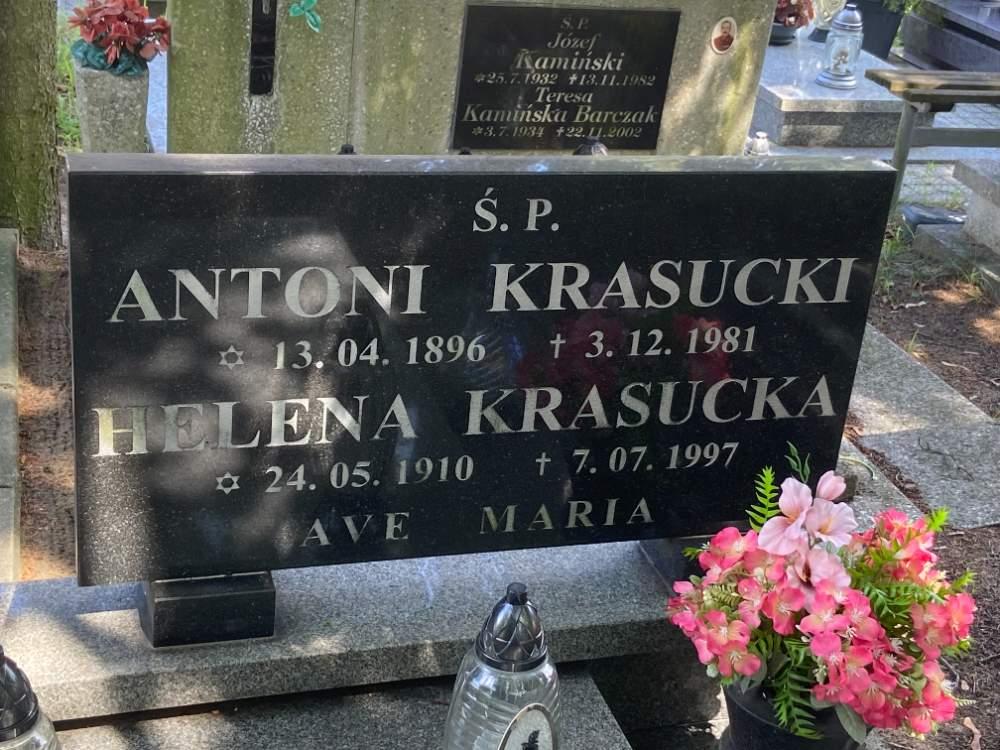 Ś. P.
Józef
Kamiński
✡25.7.1932 ✝13.11.1982
Teresa
Kamińska Barczak
✡3.7.1934 ✝22.11.2002
Ś. P.
ANTONI KRASUCKI
✡ 13. 04. 1896 ✝ 3. 12. 1981
HELENA KRASUCKA
✡ 24. 05. 1910 ✝ 7. 07. 1997
AVE MARIA